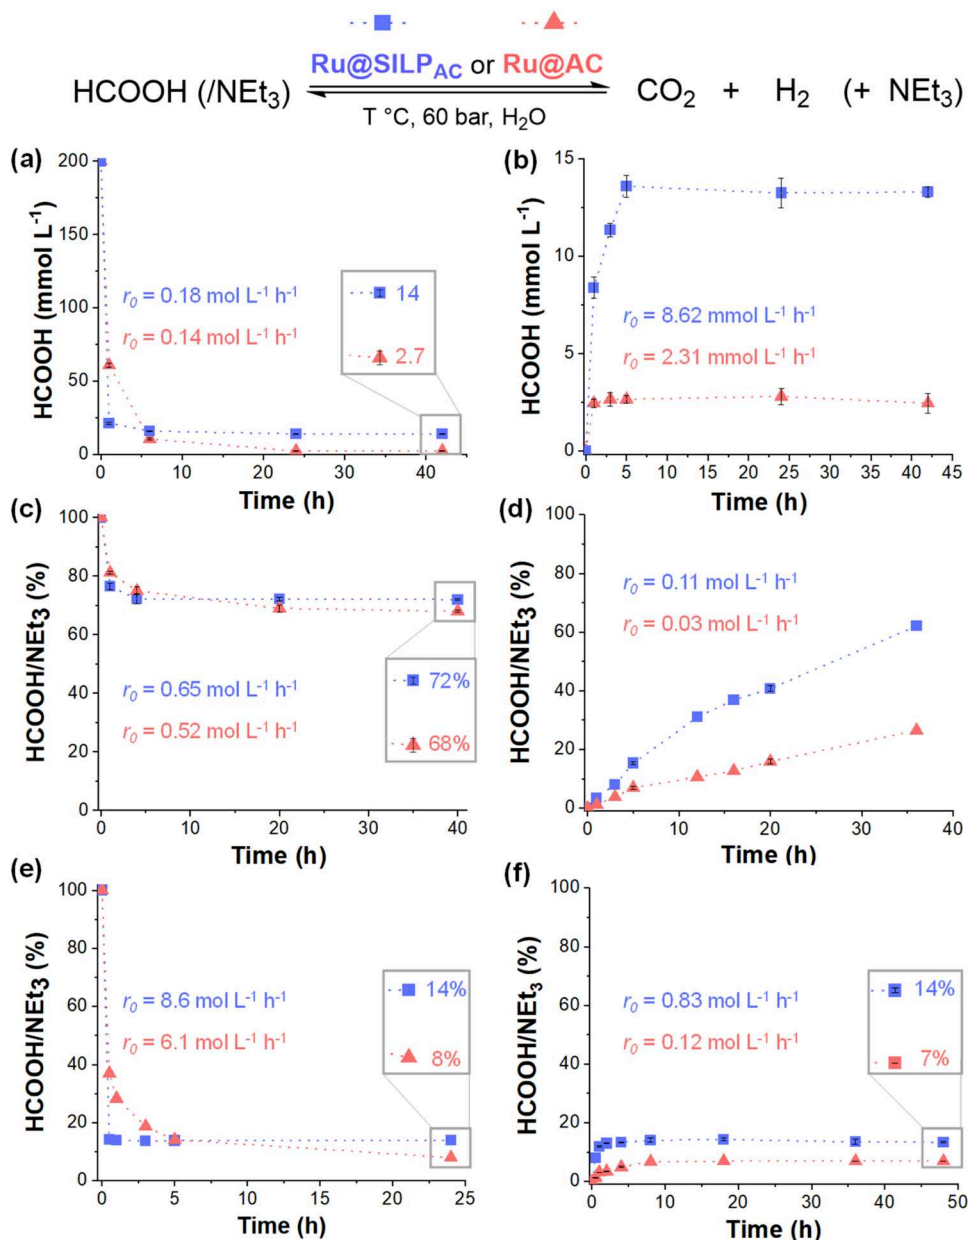 Ru@SILP_AC or Ru@AC
HCOOH (/NEt₃) CO₂ + H₂ (+ NEt₃)
T °C, 60 bar, H₂O
(a)
HCOOH (mmol L⁻¹)
200
150
100
50
0
r₀ = 0.18 mol L⁻¹ h⁻¹
r₀ = 0.14 mol L⁻¹ h⁻¹
14
2.7
0 10 20 30 40
Time (h)
(b)
HCOOH (mmol L⁻¹)
15
10
5
0
r₀ = 8.62 mmol L⁻¹ h⁻¹
r₀ = 2.31 mmol L⁻¹ h⁻¹
0 5 10 15 20 25 30 35 40 45
Time (h)
(c)
HCOOH/NEt₃ (%)
100
80
60
40
20
0
r₀ = 0.65 mol L⁻¹ h⁻¹
r₀ = 0.52 mol L⁻¹ h⁻¹
72%
68%
0 10 20 30 40
Time (h)
(d)
HCOOH/NEt₃ (%)
100
80
60
40
20
0
r₀ = 0.11 mol L⁻¹ h⁻¹
r₀ = 0.03 mol L⁻¹ h⁻¹
0 10 20 30 40
Time (h)
(e)
HCOOH/NEt₃ (%)
100
80
60
40
20
0
r₀ = 8.6 mol L⁻¹ h⁻¹
r₀ = 6.1 mol L⁻¹ h⁻¹
14%
8%
0 5 10 15 20 25
Time (h)
(f)
HCOOH/NEt₃ (%)
100
80
60
40
20
0
r₀ = 0.83 mol L⁻¹ h⁻¹
r₀ = 0.12 mol L⁻¹ h⁻¹
14%
7%
0 10 20 30 40 50
Time (h)